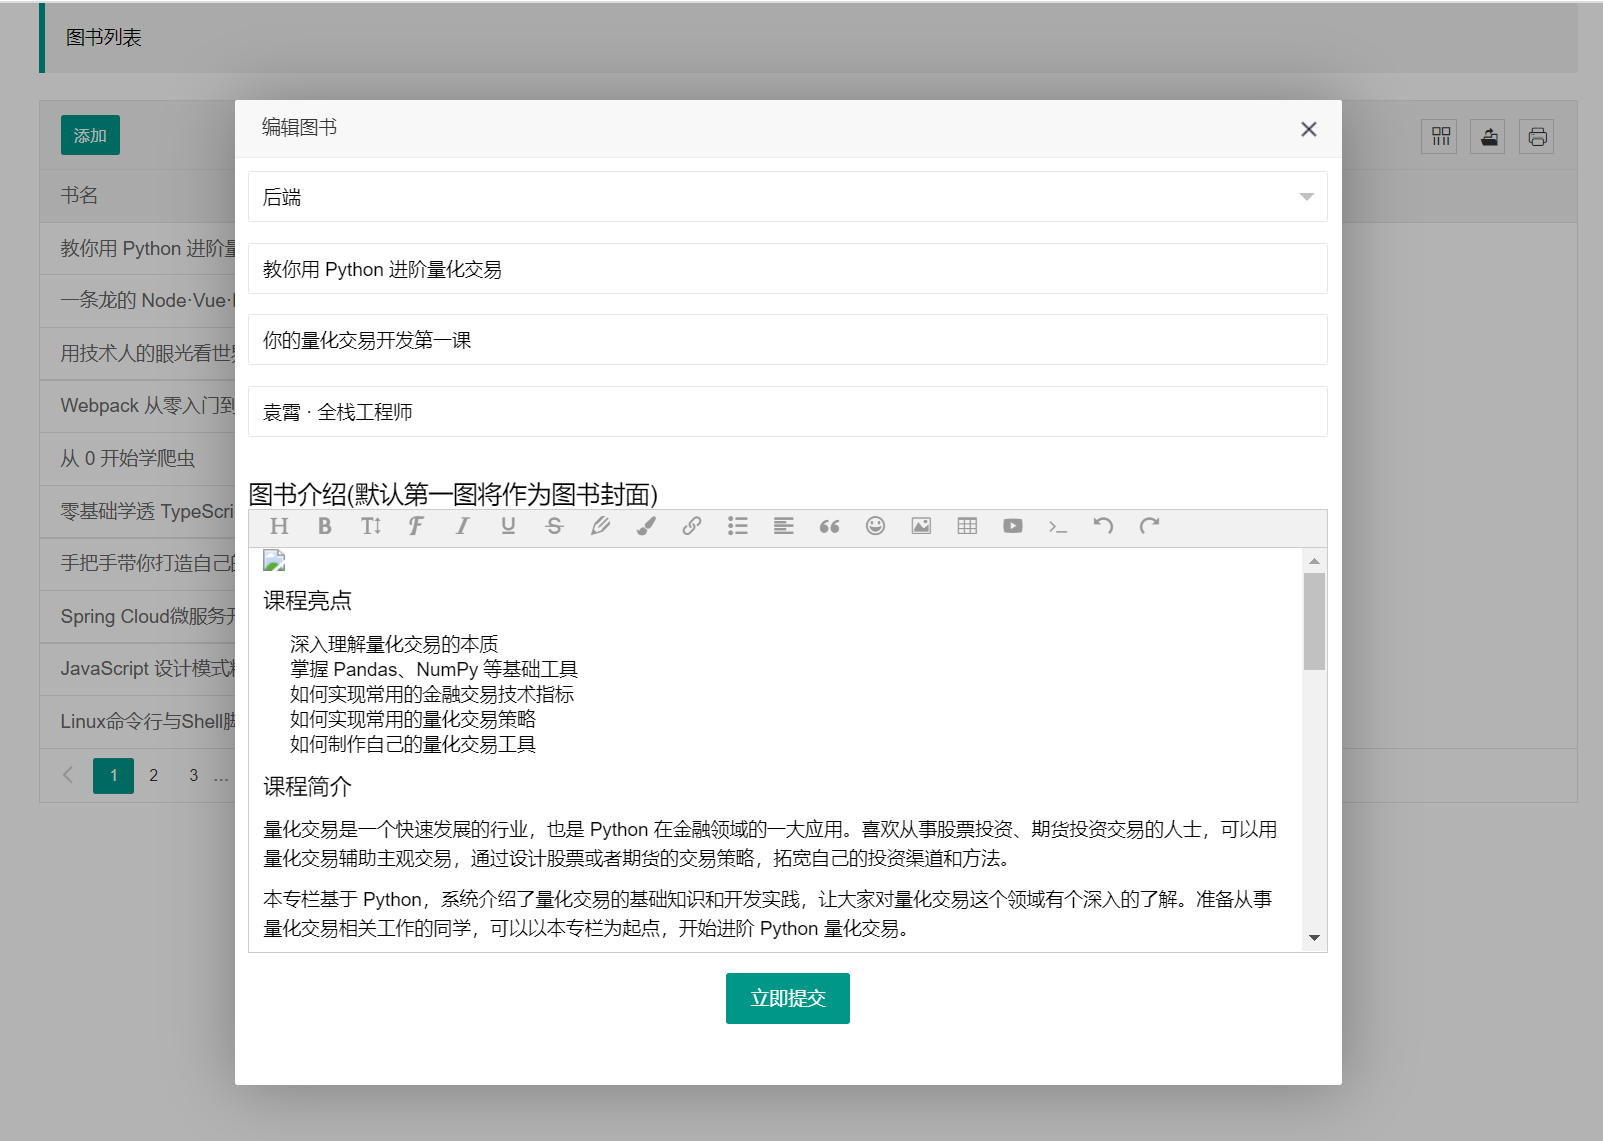 图书列表
添加
编辑图书
书名
后端
教你用 Python 进阶量
教你用 Python 进阶量化交易
一条龙的 Node·Vue·
你的量化交易开发第一课
用技术人的眼光看世
Webpack 从零入门到
袁霄 · 全栈工程师
从 0 开始学爬虫
图书介绍(默认第一图将作为图书封面)
零基础学透 TypeScri
手把手带你打造自己
课程亮点
Spring Cloud微服务
深入理解量化交易的本质
掌握 Pandas、NumPy 等基础工具
JavaScript 设计模式
如何实现常用的金融交易技术指标
如何实现常用的量化交易策略
Linux命令行与Shell
如何制作自己的量化交易工具
1 2 3 ...
课程简介
量化交易是一个快速发展的行业，也是 Python 在金融领域的一大应用。喜欢从事股票投资、期货投资交易的人士，可以用
量化交易辅助主观交易，通过设计股票或者期货的交易策略，拓宽自己的投资渠道和方法。
本专栏基于 Python，系统介绍了量化交易的基础知识和开发实践，让大家对量化交易这个领域有个深入的了解。准备从事
量化交易相关工作的同学，可以以本专栏为起点，开始进阶 Python 量化交易。
立即提交